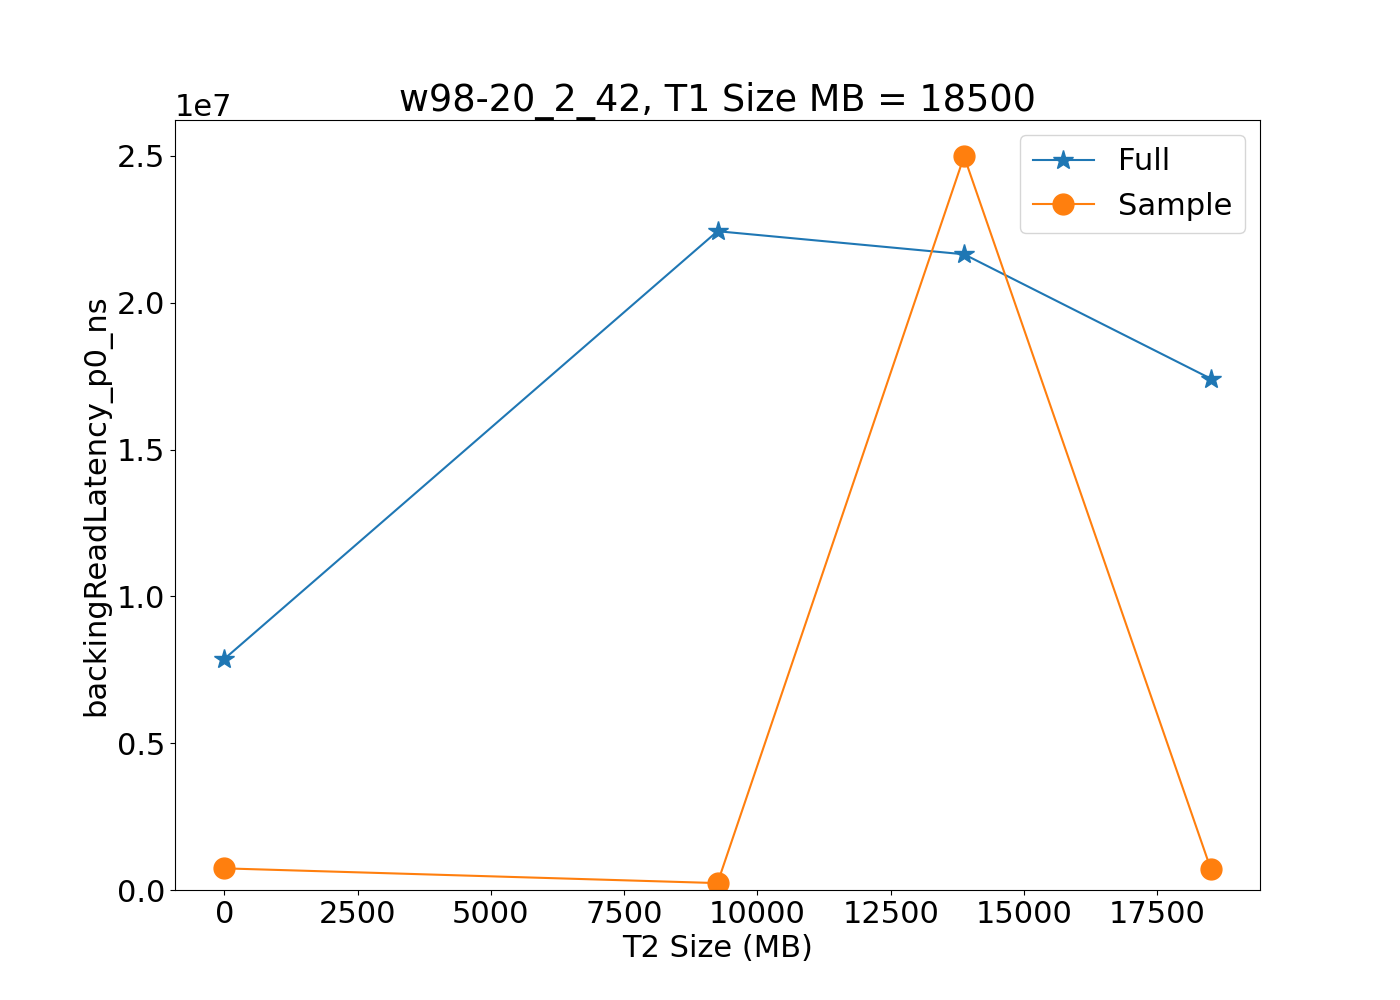 w98-20_2_42, T1 Size MB = 18500
1e7
Full
Sample
backingReadLatency_p0_ns
2.5
2.0
1.5
1.0
0.5
0.0
0 2500 5000 7500 10000 12500 15000 17500
T2 Size (MB)